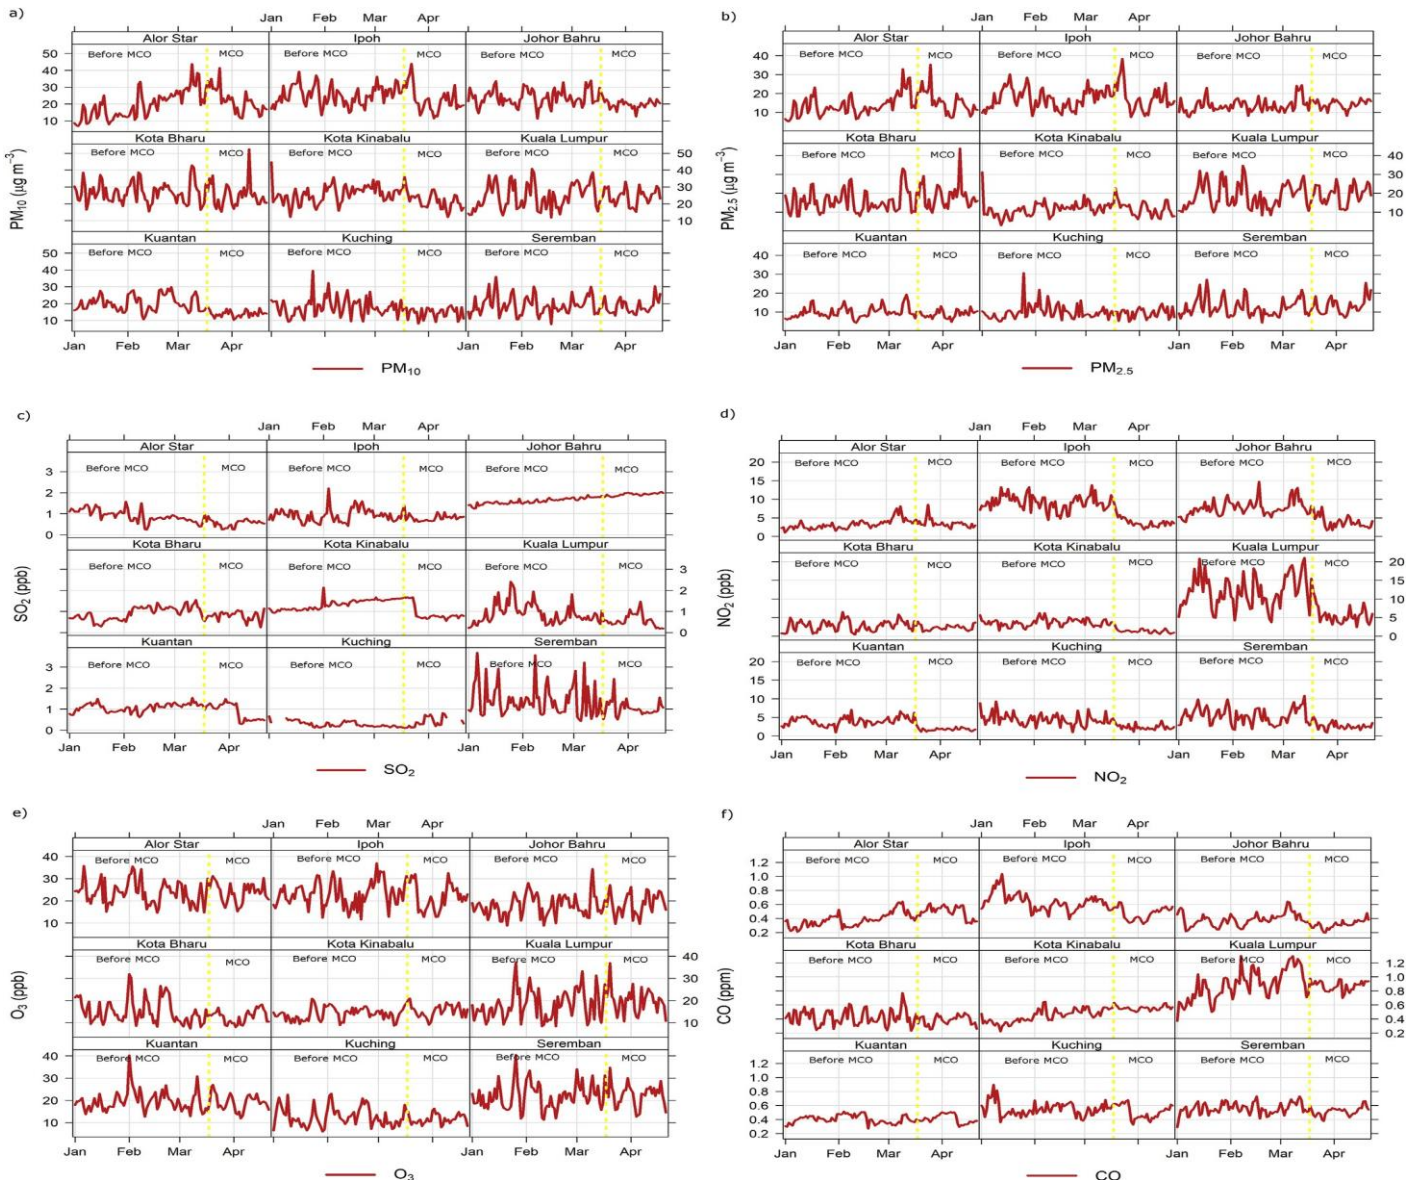 a)
Jan Feb Mar Apr
Alor Star Ipoh Johor Bahru
50 Before MCO MCO Before MCO MCO Before MCO MCO
40
30
20
10
Kota Bharu Kota Kinabalu Kuala Lumpur
Before MCO MCO Before MCO MCO Before MCO MCO 50
40
30
20
10
PM10 (μg m−3)
Kuantan Kuching Seremban
50 Before MCO MCO Before MCO MCO Before MCO MCO
40
30
20
10
Jan Feb Mar Apr Jan Feb Mar Apr
PM10
b)
Jan Feb Mar Apr
Alor Star Ipoh Johor Bahru
Before MCO MCO Before MCO MCO Before MCO MCO
40
30
20
10
Kota Bharu Kota Kinabalu Kuala Lumpur
Before MCO MCO Before MCO MCO Before MCO MCO
40
30
20
10
PM2.5 (μg m−3)
Kuantan Kuching Seremban
Before MCO MCO Before MCO MCO Before MCO MCO
40
30
20
10
Jan Feb Mar Apr Jan Feb Mar Apr
PM2.5
c)
Jan Feb Mar Apr
Alor Star Ipoh Johor Bahru
3 Before MCO MCO Before MCO MCO Before MCO MCO
2
1
0
Kota Bharu Kota Kinabalu Kuala Lumpur
Before MCO MCO Before MCO MCO Before MCO MCO 3
2
1
0
SO2 (ppb)
Kuantan Kuching Seremban
3 Before MCO MCO Before MCO MCO Before MCO MCO
2
1
0
Jan Feb Mar Apr Jan Feb Mar Apr
SO2
d)
Jan Feb Mar Apr
Alor Star Ipoh Johor Bahru
20 Before MCO MCO Before MCO MCO Before MCO MCO
15
10
5
0
Kota Bharu Kota Kinabalu Kuala Lumpur
Before MCO MCO Before MCO MCO Before MCO MCO 20
15
10
5
0
NO2 (ppb)
Kuantan Kuching Seremban
20 Before MCO MCO Before MCO MCO Before MCO MCO
15
10
5
0
Jan Feb Mar Apr Jan Feb Mar Apr
NO2
e)
Jan Feb Mar Apr
Alor Star Ipoh Johor Bahru
40 Before MCO MCO Before MCO MCO Before MCO MCO
30
20
10
Kota Bharu Kota Kinabalu Kuala Lumpur
Before MCO MCO Before MCO MCO Before MCO MCO 40
30
20
10
O3 (ppb)
Kuantan Kuching Seremban
40 Before MCO MCO Before MCO MCO Before MCO MCO
30
20
10
Jan Feb Mar Apr Jan Feb Mar Apr
O3
f)
Jan Feb Mar Apr
Alor Star Ipoh Johor Bahru
1.2 Before MCO MCO Before MCO MCO Before MCO MCO
1.0
0.8
0.6
0.4
0.2
Kota Bharu Kota Kinabalu Kuala Lumpur
Before MCO MCO Before MCO MCO Before MCO MCO 1.2
1.0
0.8
0.6
0.4
0.2
CO (ppm)
Kuantan Kuching Seremban
1.2 Before MCO MCO Before MCO MCO Before MCO MCO
1.0
0.8
0.6
0.4
0.2
Jan Feb Mar Apr Jan Feb Mar Apr
CO